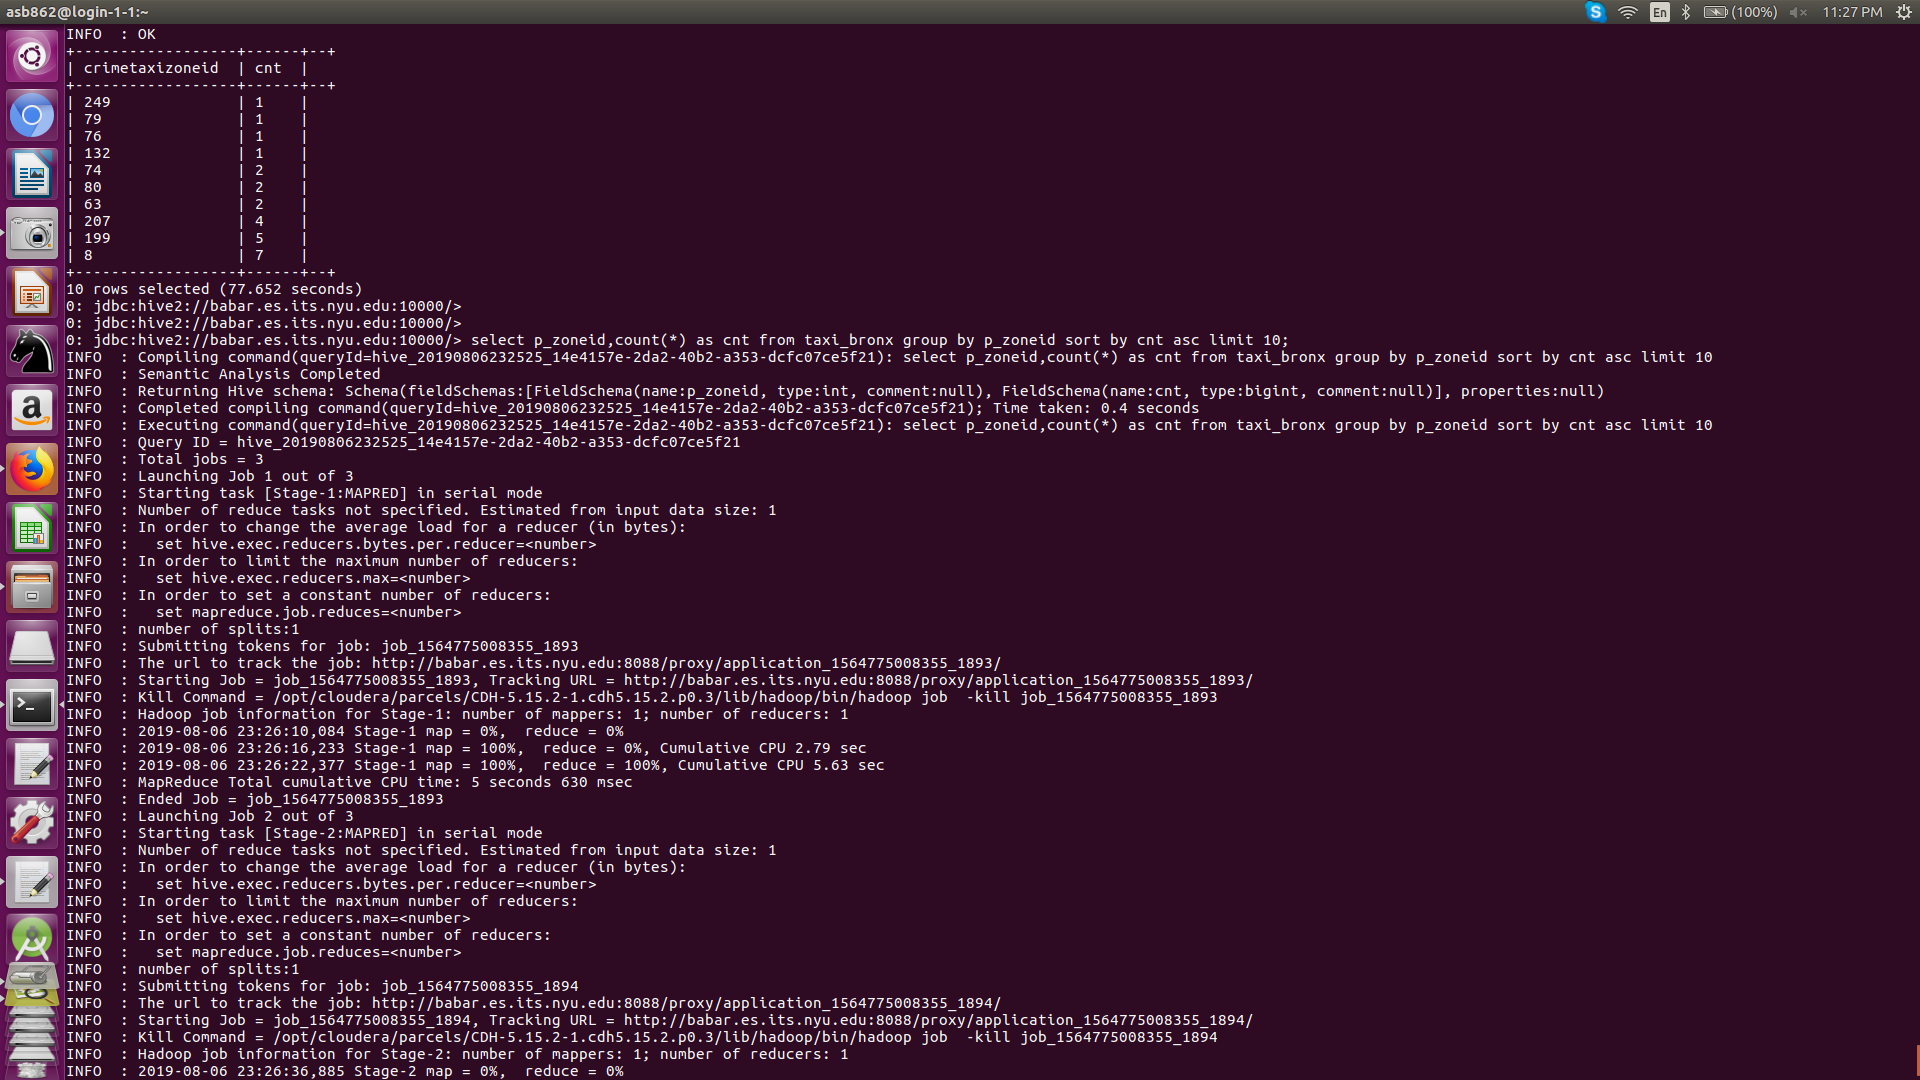 asb862@login-1-1:~
En (100%) 11:27 PM
INFO  : OK
+------------------+------+--+
| crimetaxizoneid  | cnt  |
+------------------+------+--+
| 249              | 1    |
| 79               | 1    |
| 76               | 1    |
| 132              | 1    |
| 74               | 2    |
| 80               | 2    |
| 63               | 2    |
| 207              | 4    |
| 199              | 5    |
| 8                | 7    |
+------------------+------+--+
10 rows selected (77.652 seconds)
0: jdbc:hive2://babar.es.its.nyu.edu:10000/>
0: jdbc:hive2://babar.es.its.nyu.edu:10000/>
0: jdbc:hive2://babar.es.its.nyu.edu:10000/> select p_zoneid,count(*) as cnt from taxi_bronx group by p_zoneid sort by cnt asc limit 10;
INFO  : Compiling command(queryId=hive_20190806232525_14e4157e-2da2-40b2-a353-dcfc07ce5f21): select p_zoneid,count(*) as cnt from taxi_bronx group by p_zoneid sort by cnt asc limit 10
INFO  : Semantic Analysis Completed
INFO  : Returning Hive schema: Schema(fieldSchemas:[FieldSchema(name:p_zoneid, type:int, comment:null), FieldSchema(name:cnt, type:bigint, comment:null)], properties:null)
INFO  : Completed compiling command(queryId=hive_20190806232525_14e4157e-2da2-40b2-a353-dcfc07ce5f21); Time taken: 0.4 seconds
INFO  : Executing command(queryId=hive_20190806232525_14e4157e-2da2-40b2-a353-dcfc07ce5f21): select p_zoneid,count(*) as cnt from taxi_bronx group by p_zoneid sort by cnt asc limit 10
INFO  : Query ID = hive_20190806232525_14e4157e-2da2-40b2-a353-dcfc07ce5f21
INFO  : Total jobs = 3
INFO  : Launching Job 1 out of 3
INFO  : Starting task [Stage-1:MAPRED] in serial mode
INFO  : Number of reduce tasks not specified. Estimated from input data size: 1
INFO  : In order to change the average load for a reducer (in bytes):
INFO  :   set hive.exec.reducers.bytes.per.reducer=<number>
INFO  : In order to limit the maximum number of reducers:
INFO  :   set hive.exec.reducers.max=<number>
INFO  : In order to set a constant number of reducers:
INFO  :   set mapreduce.job.reduces=<number>
INFO  : number of splits:1
INFO  : Submitting tokens for job: job_1564775008355_1893
INFO  : The url to track the job: http://babar.es.its.nyu.edu:8088/proxy/application_1564775008355_1893/
INFO  : Starting Job = job_1564775008355_1893, Tracking URL = http://babar.es.its.nyu.edu:8088/proxy/application_1564775008355_1893/
INFO  : Kill Command = /opt/cloudera/parcels/CDH-5.15.2-1.cdh5.15.2.p0.3/lib/hadoop/bin/hadoop job  -kill job_1564775008355_1893
INFO  : Hadoop job information for Stage-1: number of mappers: 1; number of reducers: 1
INFO  : 2019-08-06 23:26:10,084 Stage-1 map = 0%,  reduce = 0%
INFO  : 2019-08-06 23:26:16,233 Stage-1 map = 100%,  reduce = 0%, Cumulative CPU 2.79 sec
INFO  : 2019-08-06 23:26:22,377 Stage-1 map = 100%,  reduce = 100%, Cumulative CPU 5.63 sec
INFO  : MapReduce Total cumulative CPU time: 5 seconds 630 msec
INFO  : Ended Job = job_1564775008355_1893
INFO  : Launching Job 2 out of 3
INFO  : Starting task [Stage-2:MAPRED] in serial mode
INFO  : Number of reduce tasks not specified. Estimated from input data size: 1
INFO  : In order to change the average load for a reducer (in bytes):
INFO  :   set hive.exec.reducers.bytes.per.reducer=<number>
INFO  : In order to limit the maximum number of reducers:
INFO  :   set hive.exec.reducers.max=<number>
INFO  : In order to set a constant number of reducers:
INFO  :   set mapreduce.job.reduces=<number>
INFO  : number of splits:1
INFO  : Submitting tokens for job: job_1564775008355_1894
INFO  : The url to track the job: http://babar.es.its.nyu.edu:8088/proxy/application_1564775008355_1894/
INFO  : Starting Job = job_1564775008355_1894, Tracking URL = http://babar.es.its.nyu.edu:8088/proxy/application_1564775008355_1894/
INFO  : Kill Command = /opt/cloudera/parcels/CDH-5.15.2-1.cdh5.15.2.p0.3/lib/hadoop/bin/hadoop job  -kill job_1564775008355_1894
INFO  : Hadoop job information for Stage-2: number of mappers: 1; number of reducers: 1
INFO  : 2019-08-06 23:26:36,885 Stage-2 map = 0%,  reduce = 0%